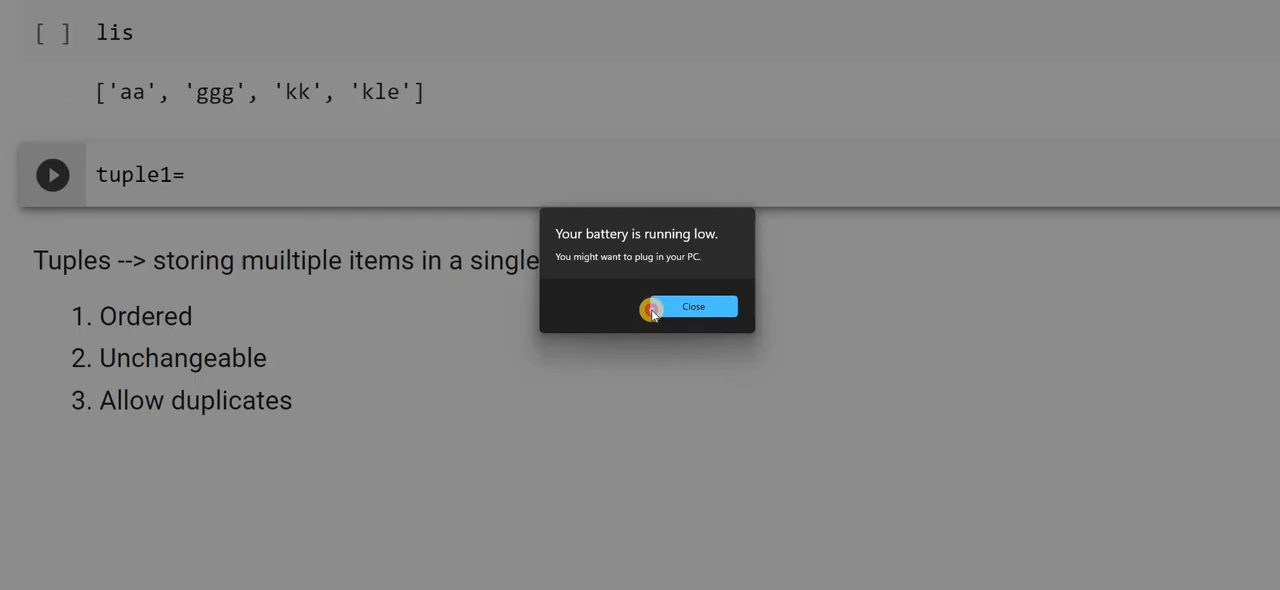 [ ] lis
['aa', 'ggg', 'kk', 'kle']
tuple1=
Your battery is running low.
You might want to plug in your PC.
Close
Tuples --> storing muiltiple items in a single
1. Ordered
2. Unchangeable
3. Allow duplicates